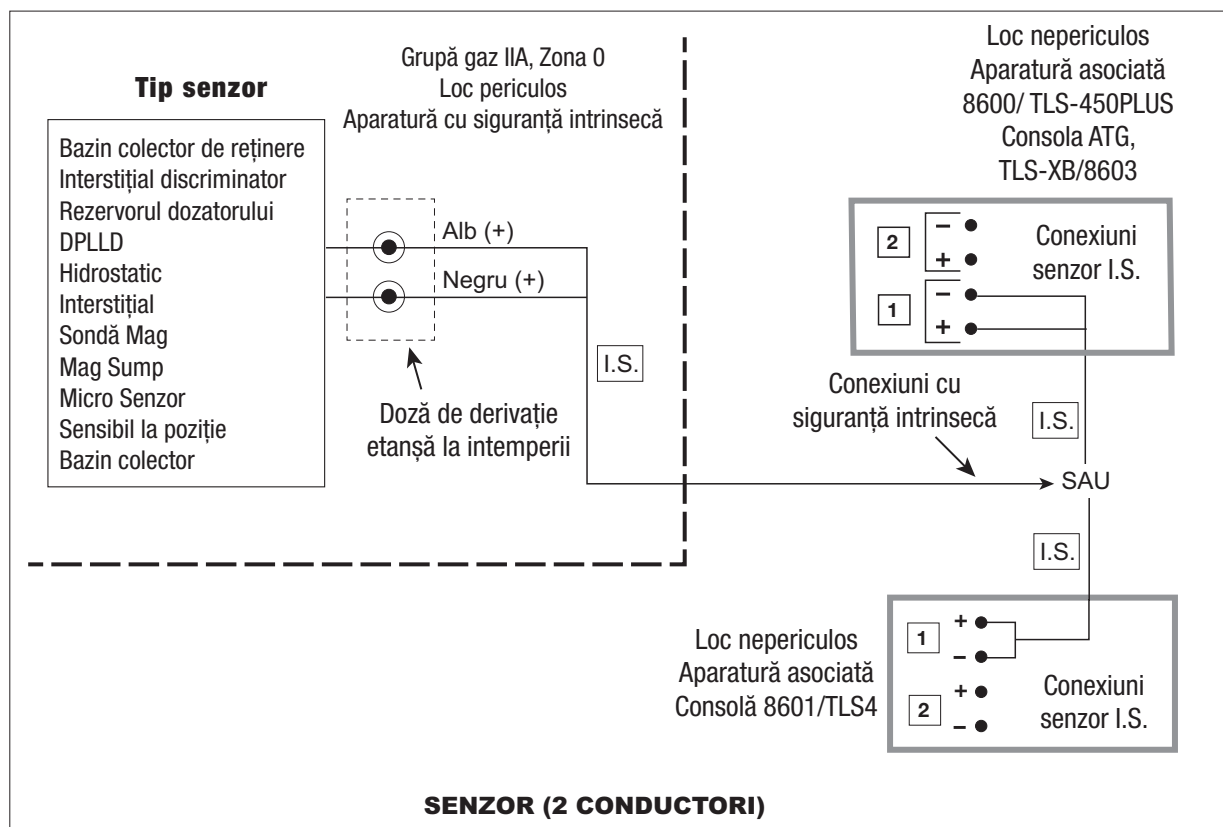 Tip senzor
Bazin colector de reținere
Interstițial discriminator
Rezervorul dozatorului
DPLLD
Hidrostatic
Interstițial
Sondă Mag
Mag Sump
Micro Senzor
Sensibil la poziție
Bazin colector
Grupă gaz IIA, Zona 0
Loc periculos
Aparatură cu siguranță intrinsecă
Alb (+)
Negru (+)
I.S.
Doză de derivație
etanșă la intemperii
Loc nepericulos
Aparatură asociată
8600/ TLS-450PLUS
Consola ATG,
TLS-XB/8603
2
−
+
1
−
+
Conexiuni
senzor I.S.
Conexiuni cu
siguranță intrinsecă
I.S.
SAU
I.S.
Loc nepericulos
Aparatură asociată
Consolă 8601/TLS4
1
+
−
2
+
−
Conexiuni
senzor I.S.
SENZOR (2 CONDUCTORI)